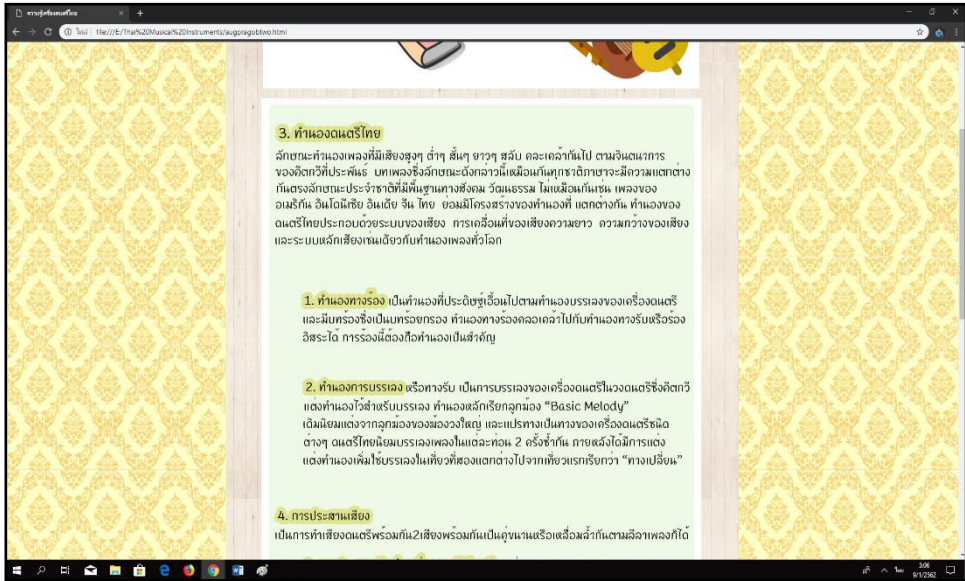 ความรู้เครื่องดนตรีไทย
ไฟล์ file:///E:/Thai%20Musical%20Instruments/augpragobtwo.html
3. ทำนองดนตรีไทย
ลักษณะทำนองเพลงที่มีเสียงสูงๆ ต่ำๆ สั้นๆ ยาวๆ สลับ คละเคล้ากันไป ตามจินตนาการ
ของคีตกวีที่ประพันธ์ บทเพลงซึ่งลักษณะดังกล่าวนี้เหมือนกันทุกชาติภาษาจะมีความแตกต่าง
กันตรงลักษณะประจำชาติที่มีพื้นฐานทางสังคม วัฒนธรรม ไม่เหมือนกันเช่น เพลงของ
อเมริกัน อินโดนีเซีย อินเดีย จีน ไทย ย่อมมีโครงสร้างของทำนองที่ แตกต่างกัน ทำนองของ
ดนตรีไทยประกอบด้วยระบบของเสียง การเคลื่อนที่ของเสียงความยาว ความกว้างของเสียง
และระบบหลักเสียงเช่นเดียวกับทำนองเพลงทั่วโลก
1. ทำนองทางร้อง เป็นทำนองที่ประดิษฐ์เอื้อนไปตามทำนองบรรเลงของเครื่องดนตรี
และมีบทร้องซึ่งเป็นบทร้อยกรอง ทำนองทางร้องคลอเคล้าไปกับทำนองทางรับหรือร้อง
อิสระได้ การร้องนี้ต้องถือทำนองเป็นสำคัญ
2. ทำนองการบรรเลง หรือทางรับ เป็นการบรรเลงของเครื่องดนตรีในวงดนตรีซึ่งคีตกวี
แต่งทำนองไว้สำหรับบรรเลง ทำนองหลักเรียกลูกฆ้อง “Basic Melody”
เดิมนิยมแต่งจากลูกฆ้องของฆ้องวงใหญ่ และแปรทางเป็นทางของเครื่องดนตรีชนิด
ต่างๆ ดนตรีไทยนิยมบรรเลงเพลงในแต่ละท่อน 2 ครั้งซ้ำกัน ภายหลังได้มีการแต่ง
แต่งทำนองเพิ่มใช้บรรเลงในเที่ยวที่สองแตกต่างไปจากเที่ยวแรกเรียกว่า “ทางเปลี่ยน”
4. การประสานเสียง
เป็นการทำเสียงดนตรีพร้อมกัน2เสียงพร้อมกันเป็นคู่ขนานหรือเหลื่อมล้ำกันตามลีลาเพลงก็ได้
3:06
9/1/2562